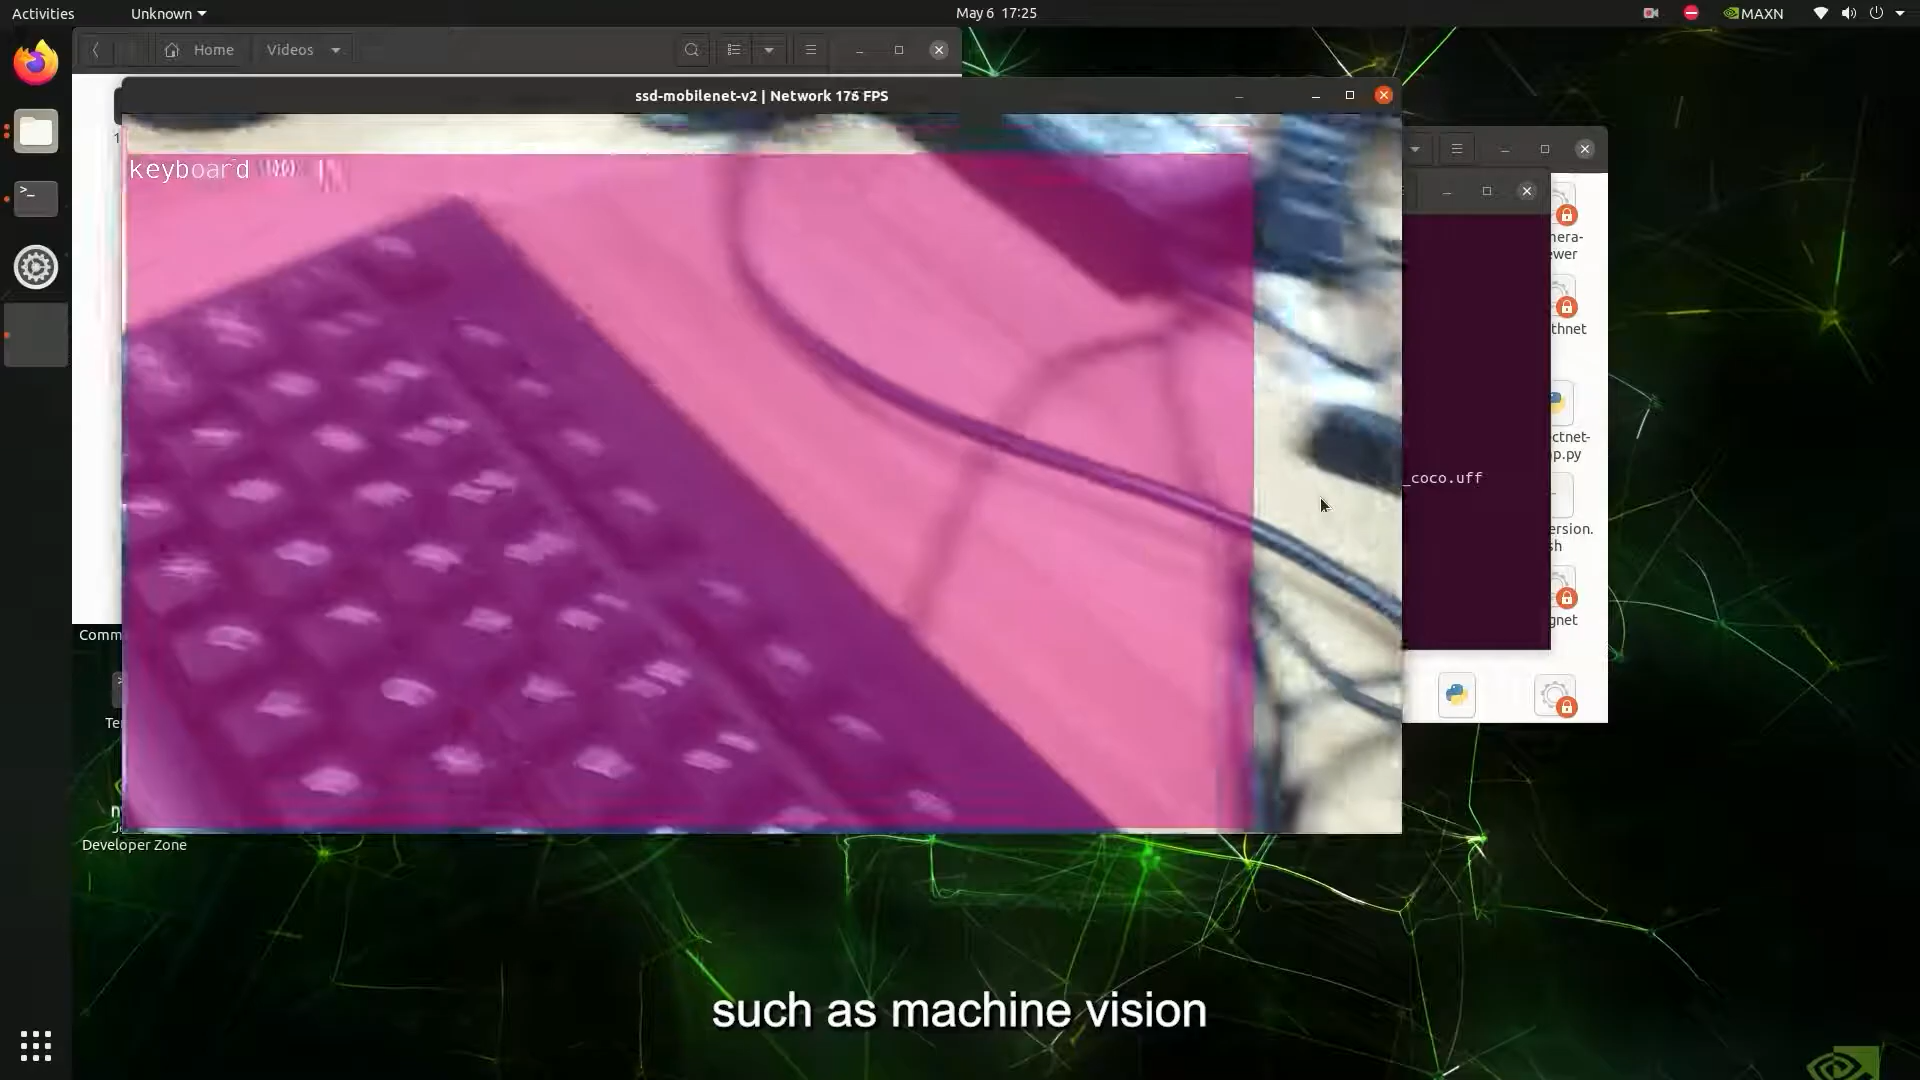 Activities
Unknown
May 6 17:25
MAXN
Home
Videos
ssd-mobilenet-v2 | Network 176 FPS
keyboard
ewer
_coco.uff
Developer Zone
such as machine vision